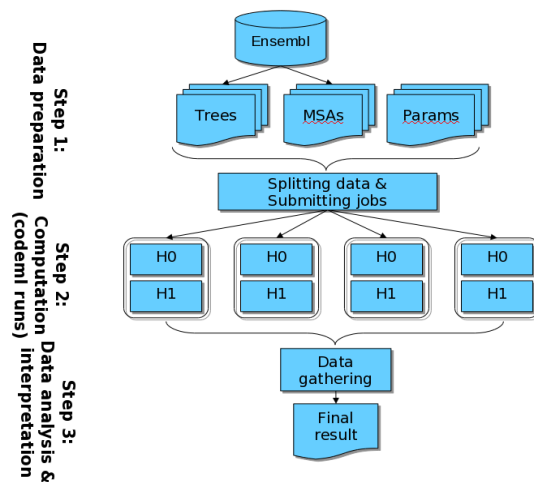 Ensembl
Step 1:
Data preparation
Trees
MSAs
Params
Splitting data &
Submitting jobs
Step 2:
Computation
(codeml runs)
H0
H1
H0
H1
H0
H1
H0
H1
Step 3:
Data analysis &
interpretation
Data
gathering
Final
result